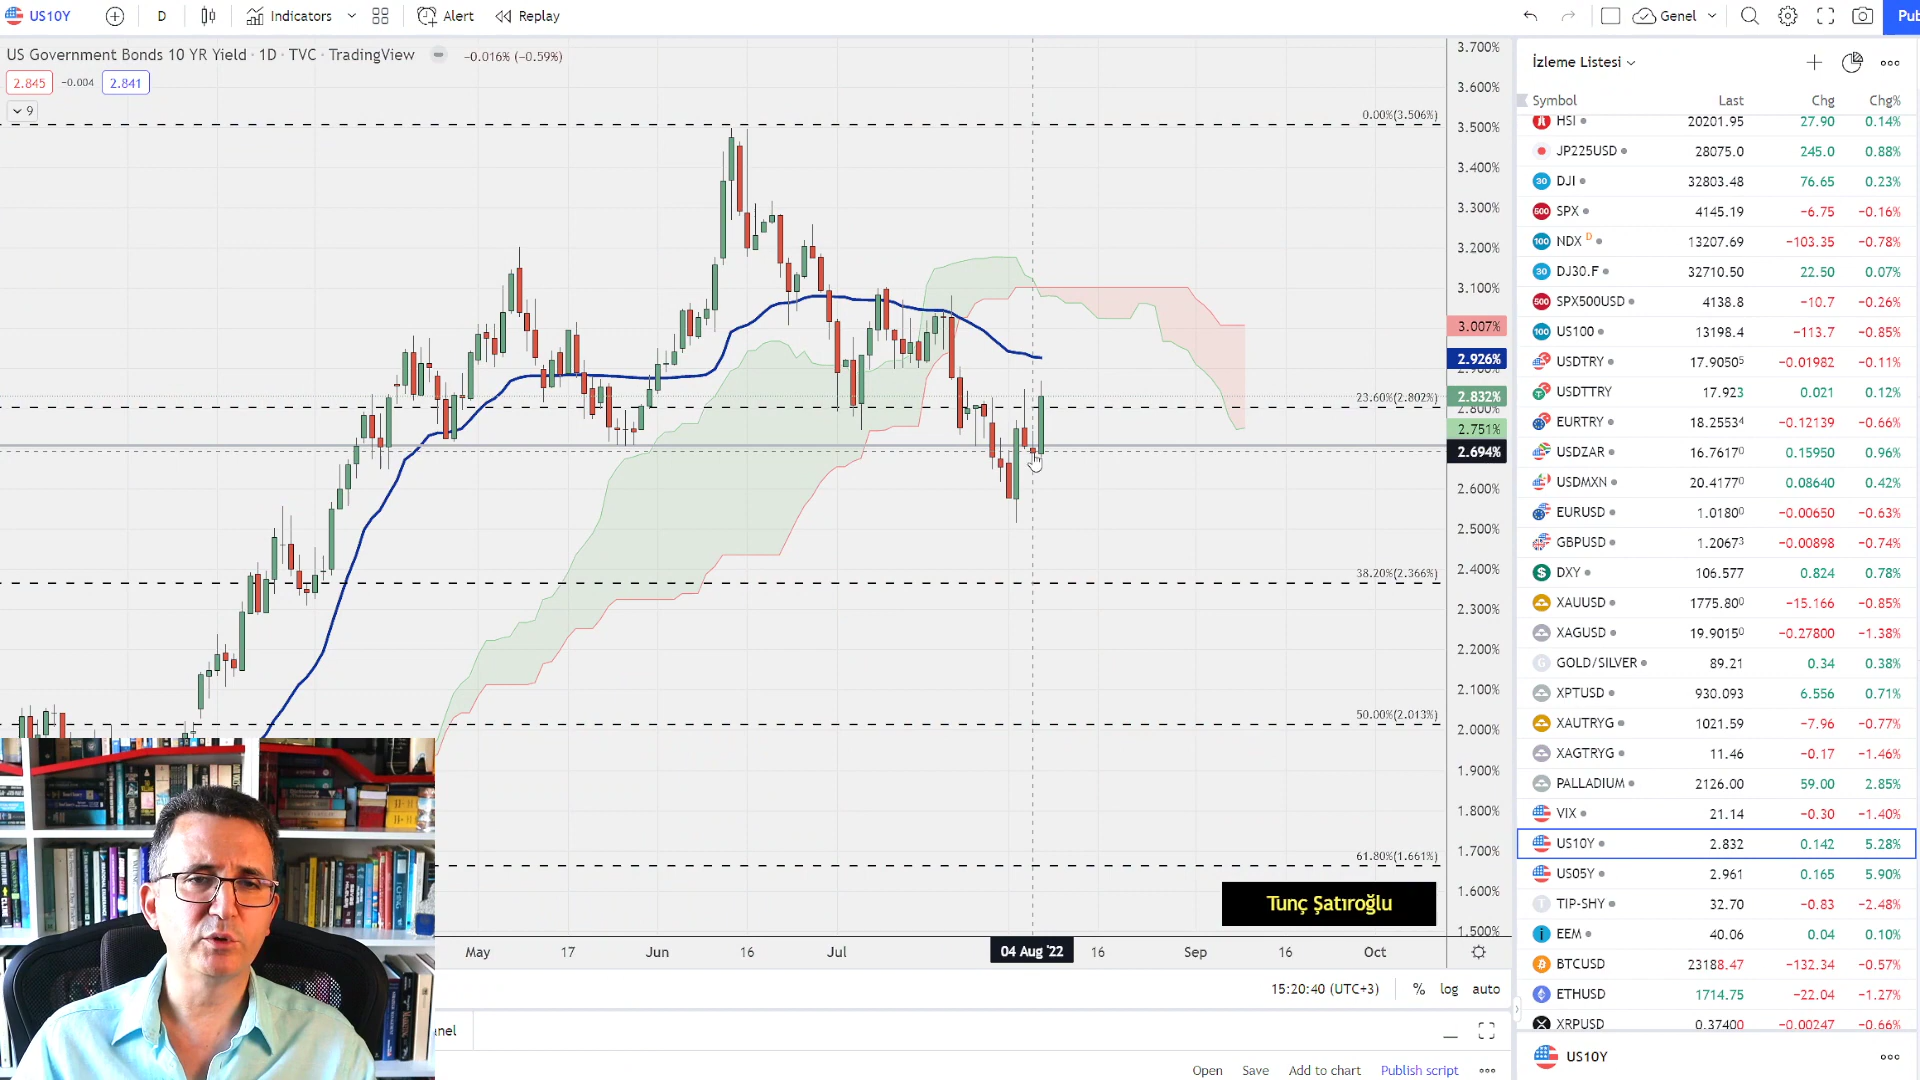 US10Y
D
Indicators
Alert
Replay
Genel
Pub
US Government Bonds 10 YR Yield · 1D · TVC · TradingView
−0.016% (−0.59%)
2.845
−0.004
2.841
9
0.00%(3.506%)
23.60%(2.802%)
38.20%(2.366%)
50.00%(2.013%)
61.80%(1.661%)
3.700%
3.600%
3.500%
3.400%
3.300%
3.200%
3.100%
3.007%
2.926%
2.900%
2.832%
2.800%
2.751%
2.694%
2.600%
2.500%
2.400%
2.300%
2.200%
2.100%
2.000%
1.900%
1.800%
1.700%
1.600%
1.500%
Tunç Şatıroğlu
May
17
Jun
16
Jul
04 Aug '22
16
Sep
16
Oct
15:20:40 (UTC+3)
%
log
auto
nel
Open
Save
Add to chart
Publish script
İzleme Listesi
Symbol Last Chg Chg%
HSI 20201.95 27.90 0.14%
JP225USD 28075.0 245.0 0.88%
DJI 32803.48 76.65 0.23%
SPX 4145.19 −6.75 −0.16%
NDX D 13207.69 −103.35 −0.78%
DJ30.F 32710.50 22.50 0.07%
SPX500USD 4138.8 −10.7 −0.26%
US100 13198.4 −113.7 −0.85%
USDTRY 17.90505 −0.01982 −0.11%
USDTTRY 17.923 0.021 0.12%
EURTRY 18.25534 −0.12139 −0.66%
USDZAR 16.76170 0.15950 0.96%
USDMXN 20.41770 0.08640 0.42%
EURUSD 1.01800 −0.00650 −0.63%
GBPUSD 1.20673 −0.00898 −0.74%
DXY 106.577 0.824 0.78%
XAUUSD 1775.800 −15.166 −0.85%
XAGUSD 19.90150 −0.27800 −1.38%
GOLD/SILVER 89.21 0.34 0.38%
XPTUSD 930.093 6.556 0.71%
XAUTRYG 1021.59 −7.96 −0.77%
XAGTRYG 11.46 −0.17 −1.46%
PALLADIUM 2126.00 59.00 2.85%
VIX 21.14 −0.30 −1.40%
US10Y 2.832 0.142 5.28%
US05Y 2.961 0.165 5.90%
TIP-SHY 32.70 −0.83 −2.48%
EEM 40.06 0.04 0.10%
BTCUSD 23188.47 −132.34 −0.57%
ETHUSD 1714.75 −22.04 −1.27%
XRPUSD 0.37400 −0.00247 −0.66%
US10Y